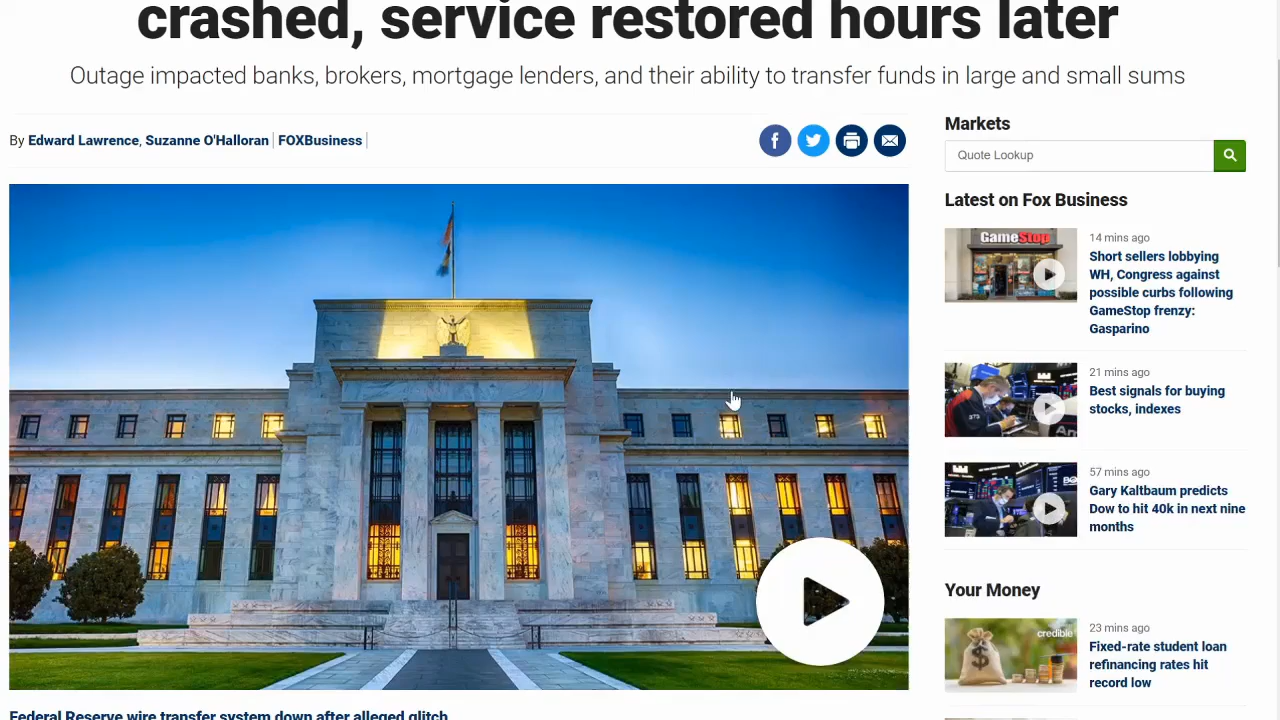 crashed, service restored hours later
Outage impacted banks, brokers, mortgage lenders, and their ability to transfer funds in large and small sums
By Edward Lawrence, Suzanne O'Halloran FOXBusiness
Markets
Quote Lookup
Latest on Fox Business
GameStop
14 mins ago
Short sellers lobbying
WH, Congress against
possible curbs following
GameStop frenzy:
Gasparino
21 mins ago
Best signals for buying
stocks, indexes
57 mins ago
Gary Kaltbaum predicts
Dow to hit 40k in next nine
months
Your Money
credible
23 mins ago
Fixed-rate student loan
refinancing rates hit
record low
Federal Reserve wire transfer system down after alleged glitch